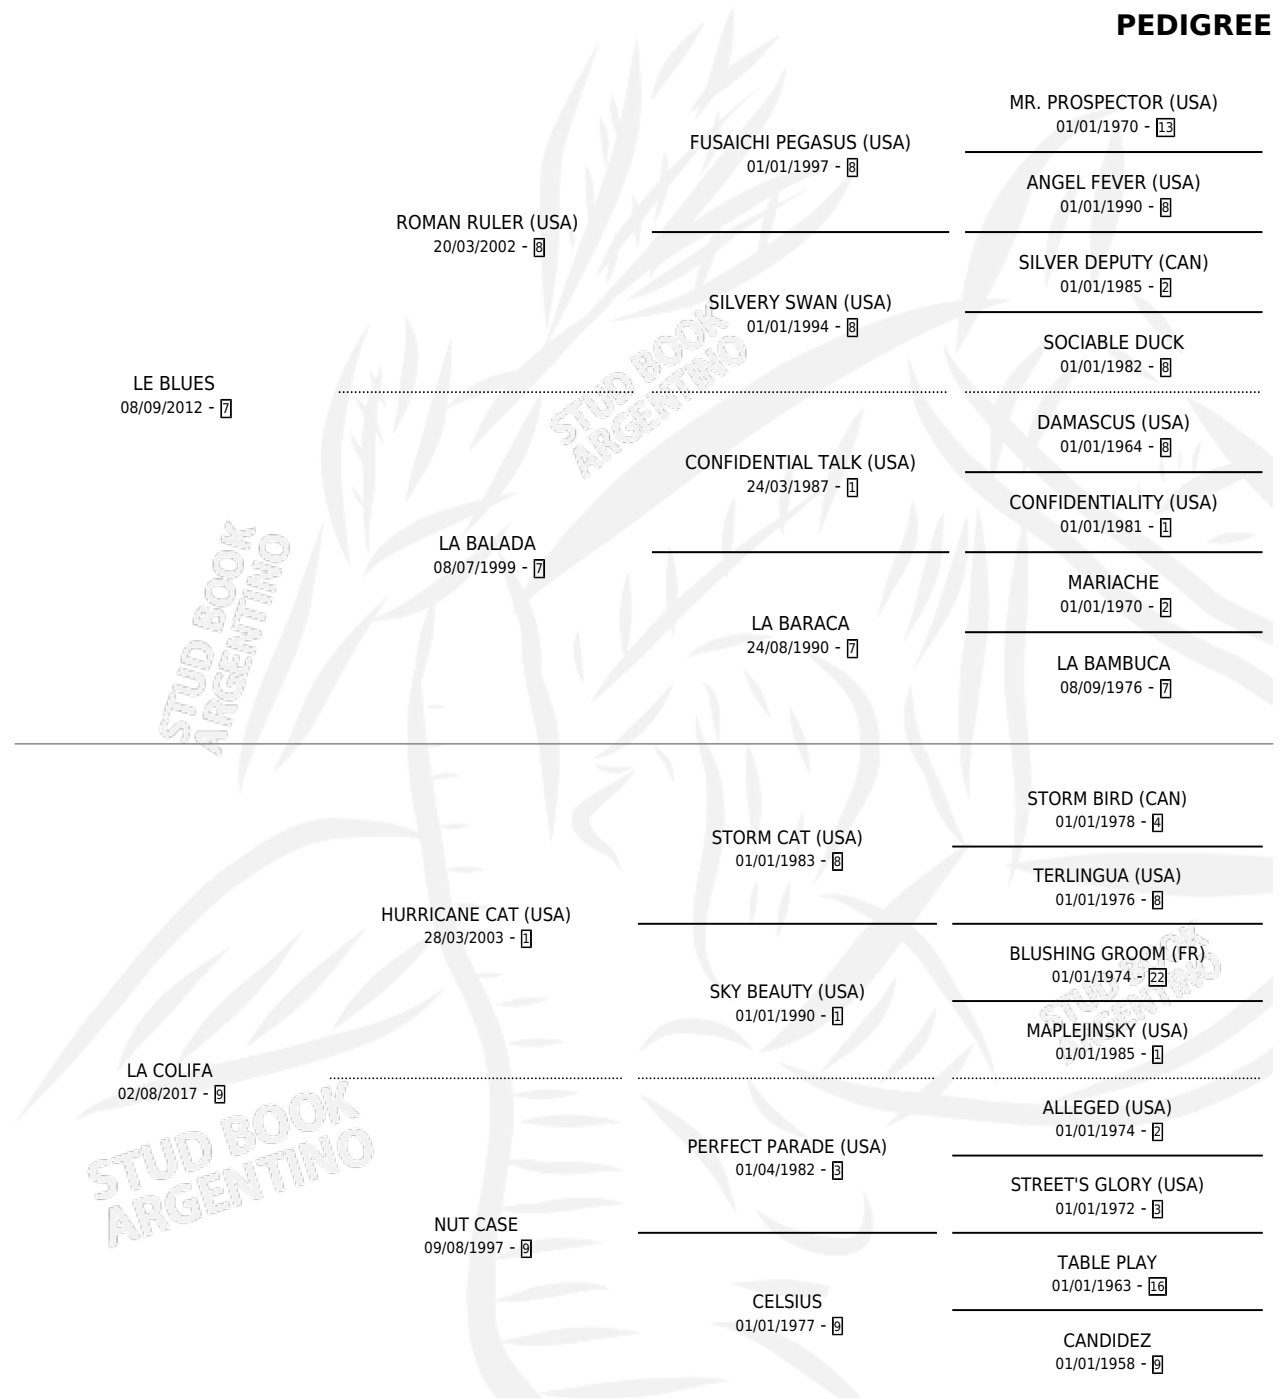 PEDIGREE
MR. PROSPECTOR (USA)
01/01/1970 - 13
FUSAICHI PEGASUS (USA)
01/01/1997 - 8
ANGEL FEVER (USA)
01/01/1990 - 8
ROMAN RULER (USA)
20/03/2002 - 8
SILVER DEPUTY (CAN)
01/01/1985 - 2
SILVERY SWAN (USA)
01/01/1994 - 8
SOCIABLE DUCK
01/01/1982 - 8
LE BLUES
08/09/2012 - 7
DAMASCUS (USA)
01/01/1964 - 8
CONFIDENTIAL TALK (USA)
24/03/1987 - 1
CONFIDENTIALITY (USA)
01/01/1981 - 1
LA BALADA
08/07/1999 - 7
MARIACHE
01/01/1970 - 2
LA BARACA
24/08/1990 - 7
LA BAMBUCA
08/09/1976 - 7
STORM BIRD (CAN)
01/01/1978 - 4
STORM CAT (USA)
01/01/1983 - 8
TERLINGUA (USA)
01/01/1976 - 8
HURRICANE CAT (USA)
28/03/2003 - 1
BLUSHING GROOM (FR)
01/01/1974 - 22
SKY BEAUTY (USA)
01/01/1990 - 1
MAPLEJINSKY (USA)
01/01/1985 - 1
LA COLIFA
02/08/2017 - 9
ALLEGED (USA)
01/01/1974 - 2
PERFECT PARADE (USA)
01/04/1982 - 3
STREET'S GLORY (USA)
01/01/1972 - 3
NUT CASE
09/08/1997 - 9
TABLE PLAY
01/01/1963 - 16
CELSIUS
01/01/1977 - 9
CANDIDEZ
01/01/1958 - 9
STUD BOOK
ARGENTINO
STUD BOOK
ARGENTINO
STUD BOOK
ARGENTINO
STUD BOOK
ARGENTINO